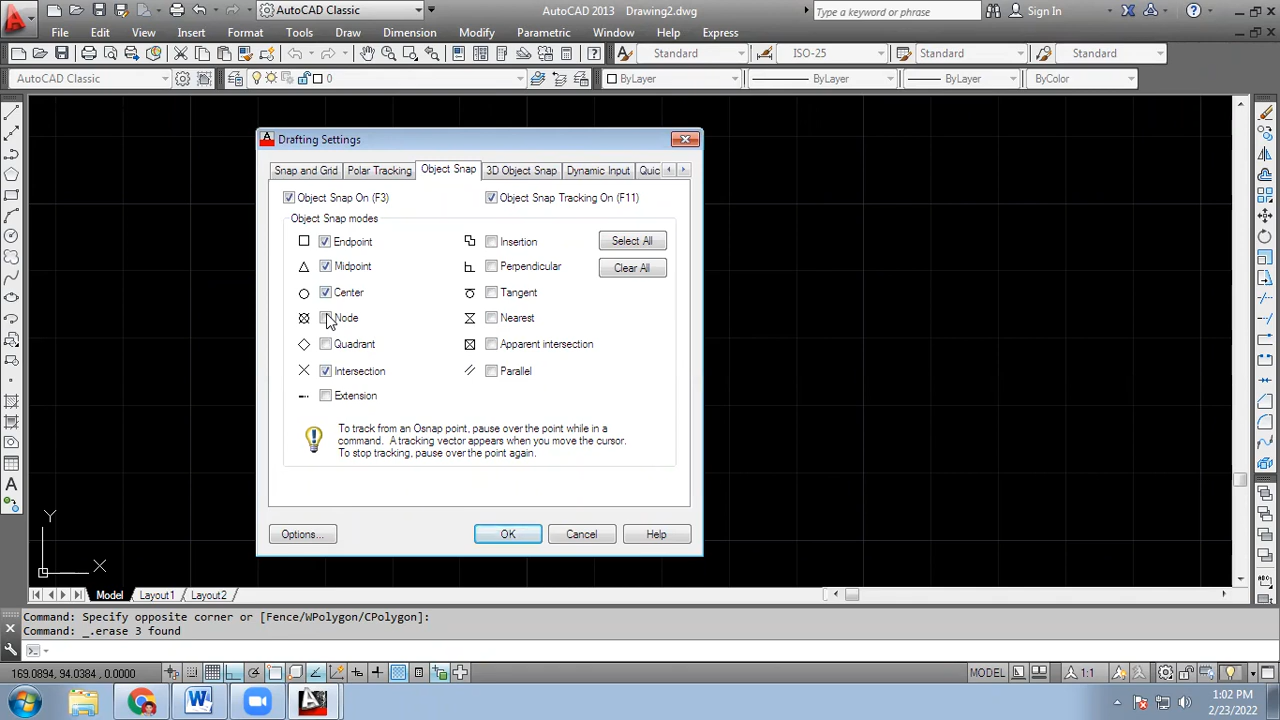 AutoCAD Classic
AutoCAD 2013 Drawing2.dwg
Type a keyword or phrase
Sign In
File Edit View Insert Format Tools Draw Dimension Modify Parametric Window Help Express
Standard ISO-25 Standard Standard
AutoCAD Classic 0 ByLayer ByLayer ByLayer ByColor
Drafting Settings
Snap and Grid Polar Tracking Object Snap 3D Object Snap Dynamic Input Quic
Object Snap On (F3) Object Snap Tracking On (F11)
Object Snap modes
Endpoint Insertion Select All
Midpoint Perpendicular Clear All
Center Tangent
Node Nearest
Quadrant Apparent intersection
Intersection Parallel
Extension
To track from an Osnap point, pause over the point while in a
command. A tracking vector appears when you move the cursor.
To stop tracking, pause over the point again.
Options... OK Cancel Help
Y
X
Model Layout1 Layout2
Command: Specify opposite corner or [Fence/WPolygon/CPolygon]:
Command: _.erase 3 found
169.0894, 94.0384, 0.0000 MODEL 1:1
1:02 PM
2/23/2022